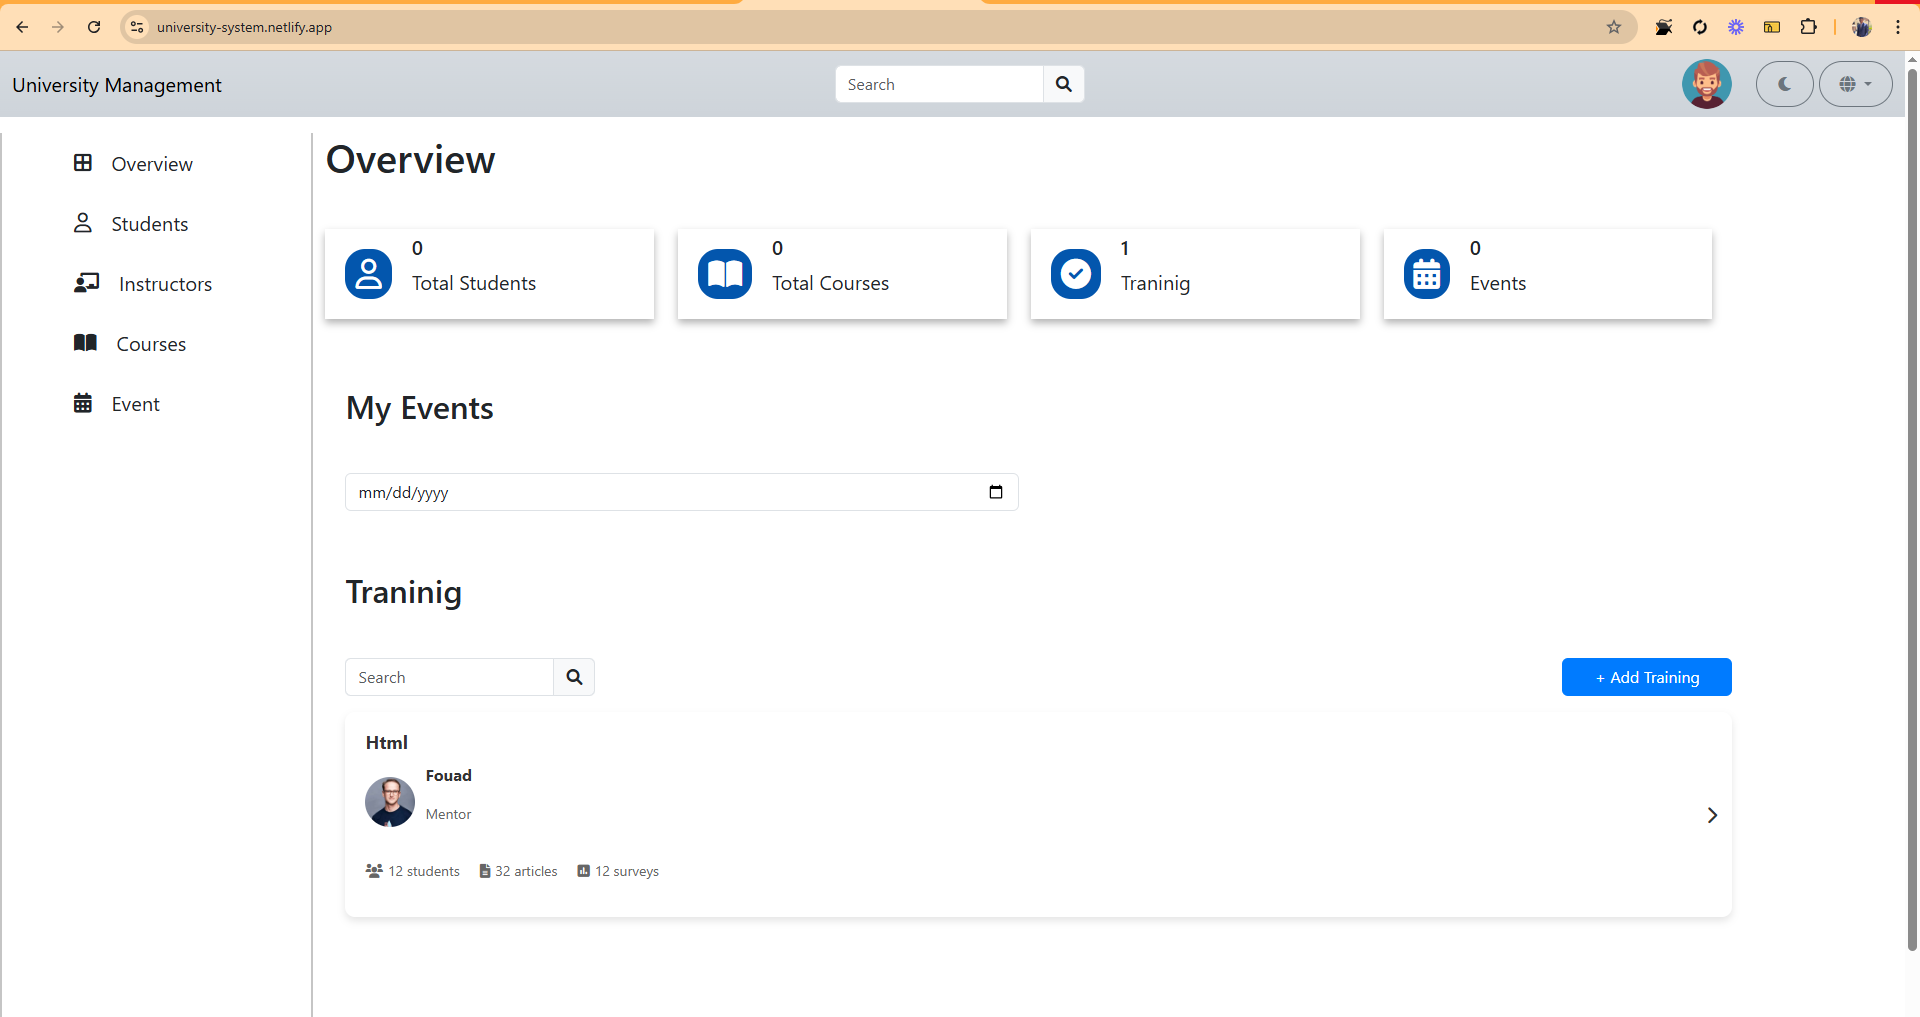 university-system.netlify.app
University Management
Search
Overview
Students
Instructors
Courses
Event
Overview
0
Total Students
0
Total Courses
1
Traninig
0
Events
My Events
mm/dd/yyyy
Traninig
Search
+ Add Training
Html
Fouad
Mentor
12 students 32 articles 12 surveys